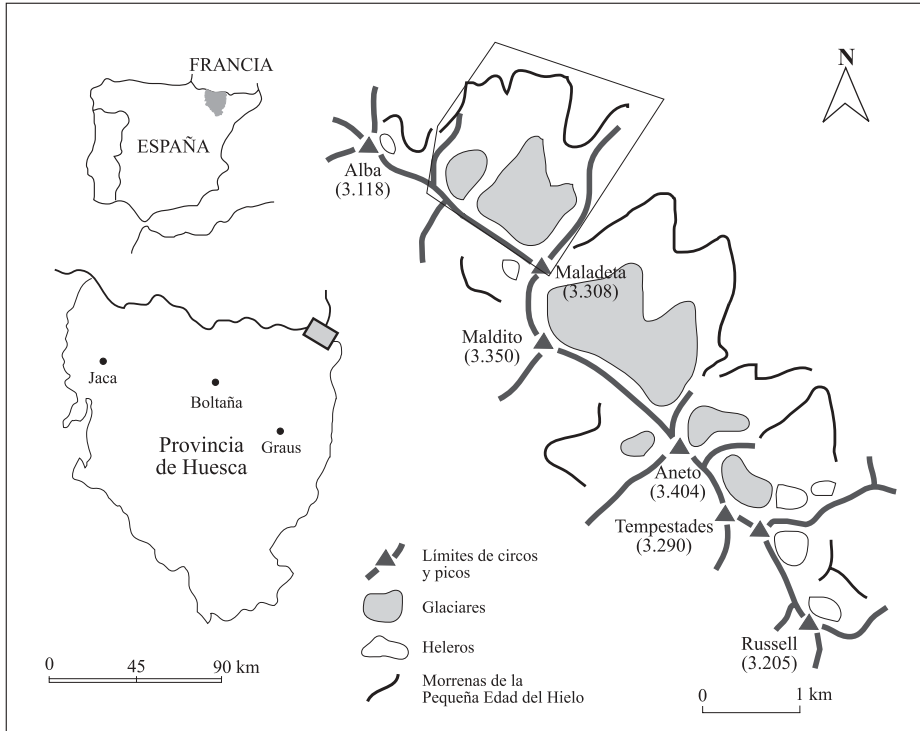 FRANCIA
ESPAÑA
N
Alba
(3.118)
Maladeta
(3.308)
Maldito
(3.350)
Aneto
(3.404)
Tempestades
(3.290)
Russell
(3.205)
Jaca
Boltaña
Graus
Provincia
de Huesca
Límites de circos
y picos
Glaciares
Heleros
Morrenas de la
Pequeña Edad del Hielo
0 45 90 km
0 1 km